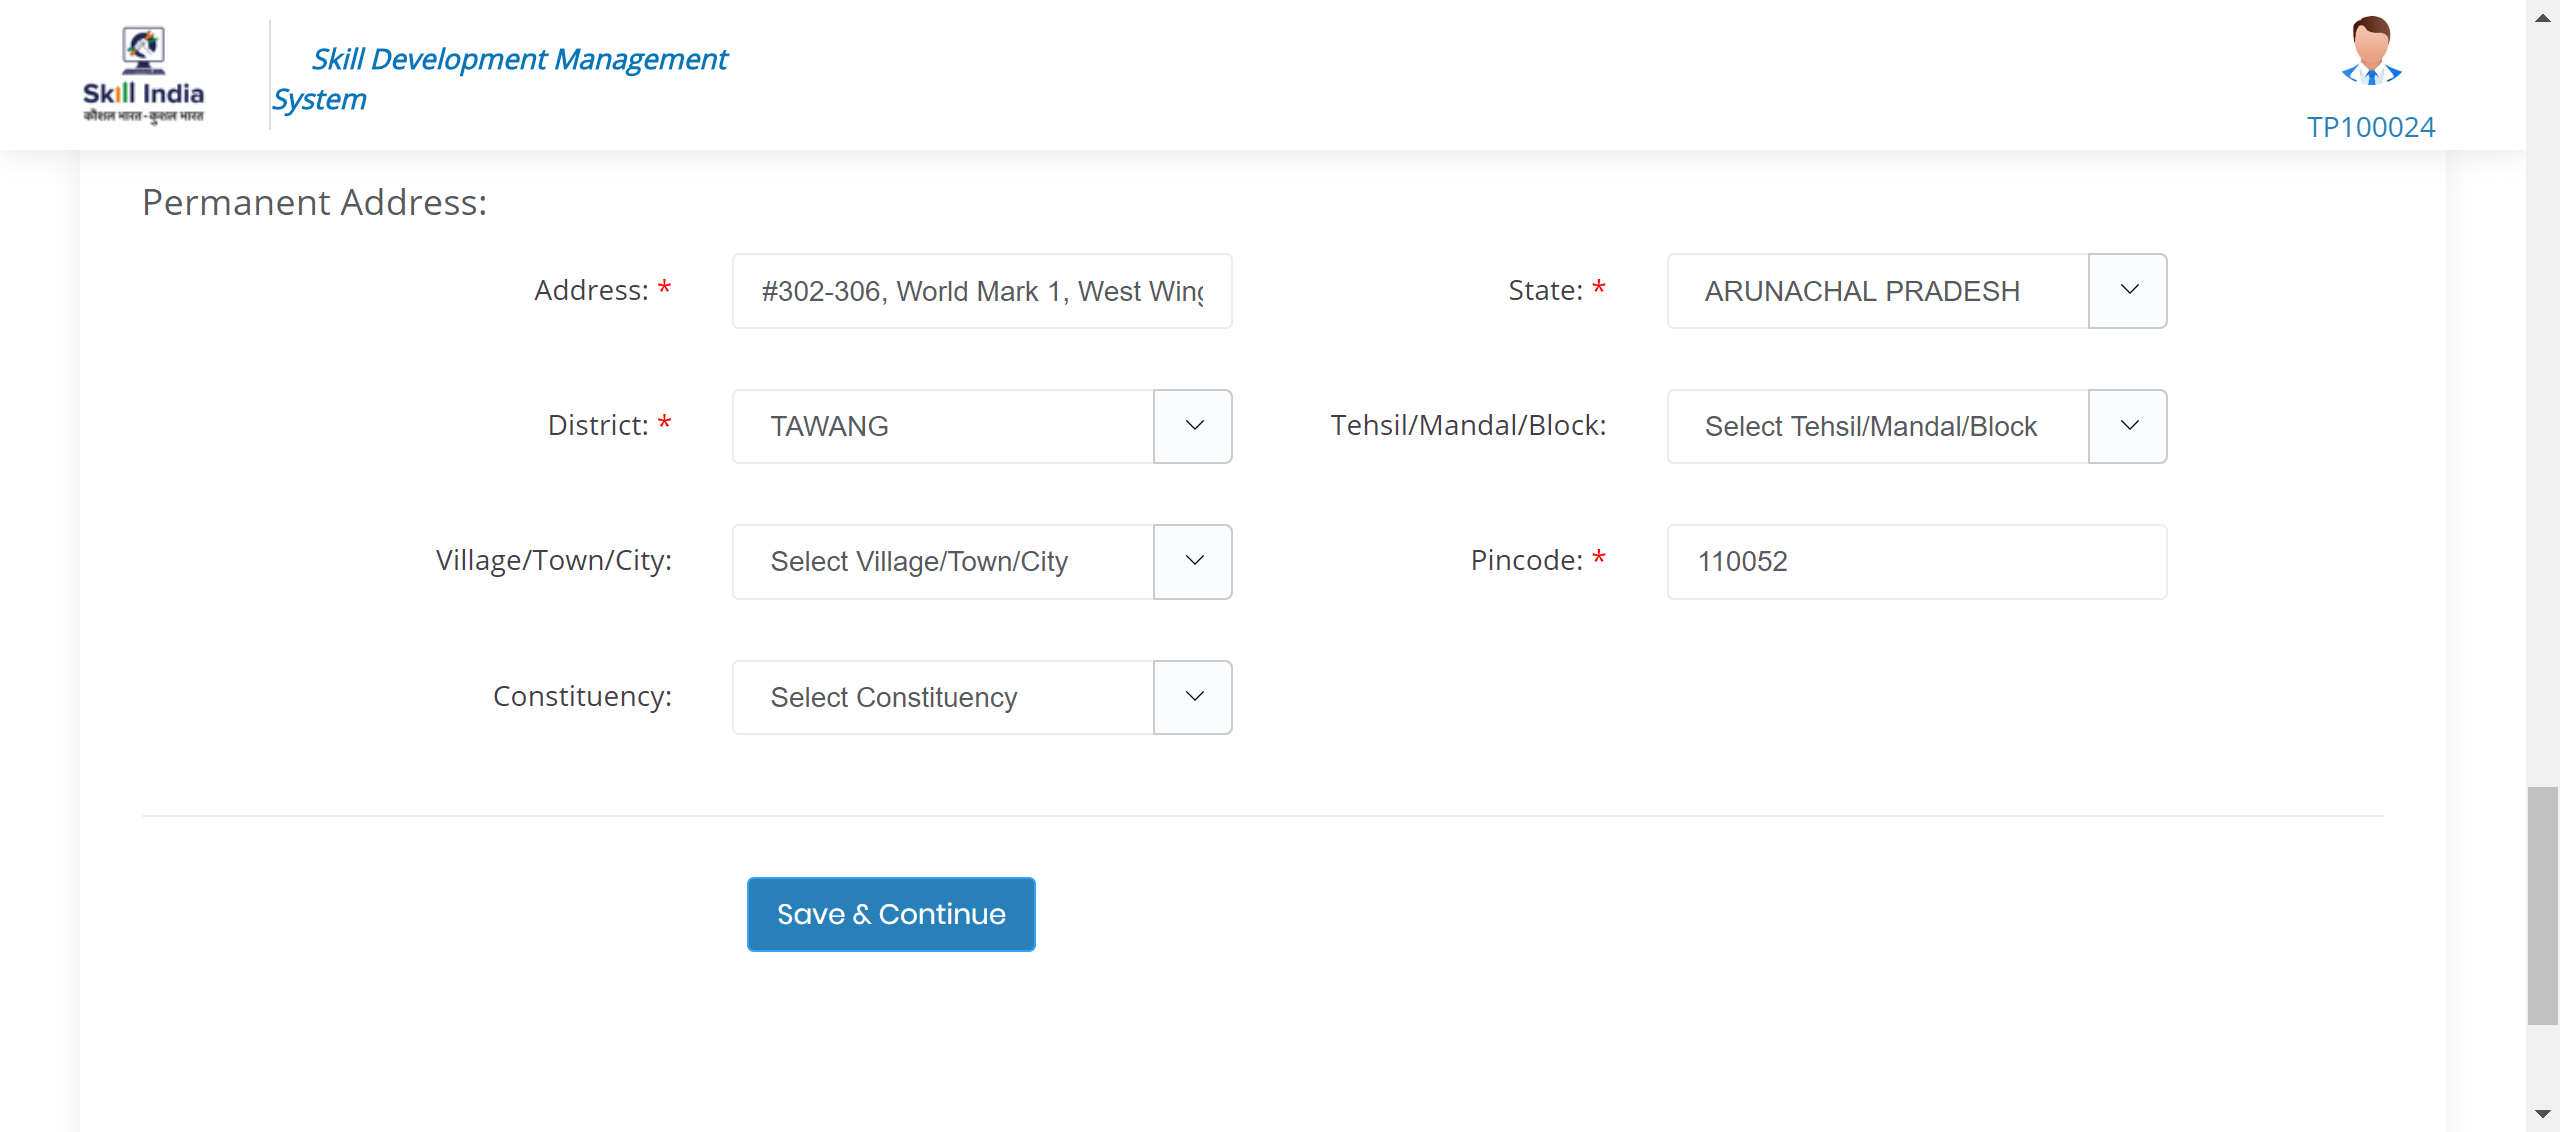 Skill India
कौशल भारत - कुशल भारत
Skill Development Management
System
TP100024
Permanent Address:
Address: *
#302-306, World Mark 1, West Wing
State: *
ARUNACHAL PRADESH
District: *
TAWANG
Tehsil/Mandal/Block:
Select Tehsil/Mandal/Block
Village/Town/City:
Select Village/Town/City
Pincode: *
110052
Constituency:
Select Constituency
Save & Continue